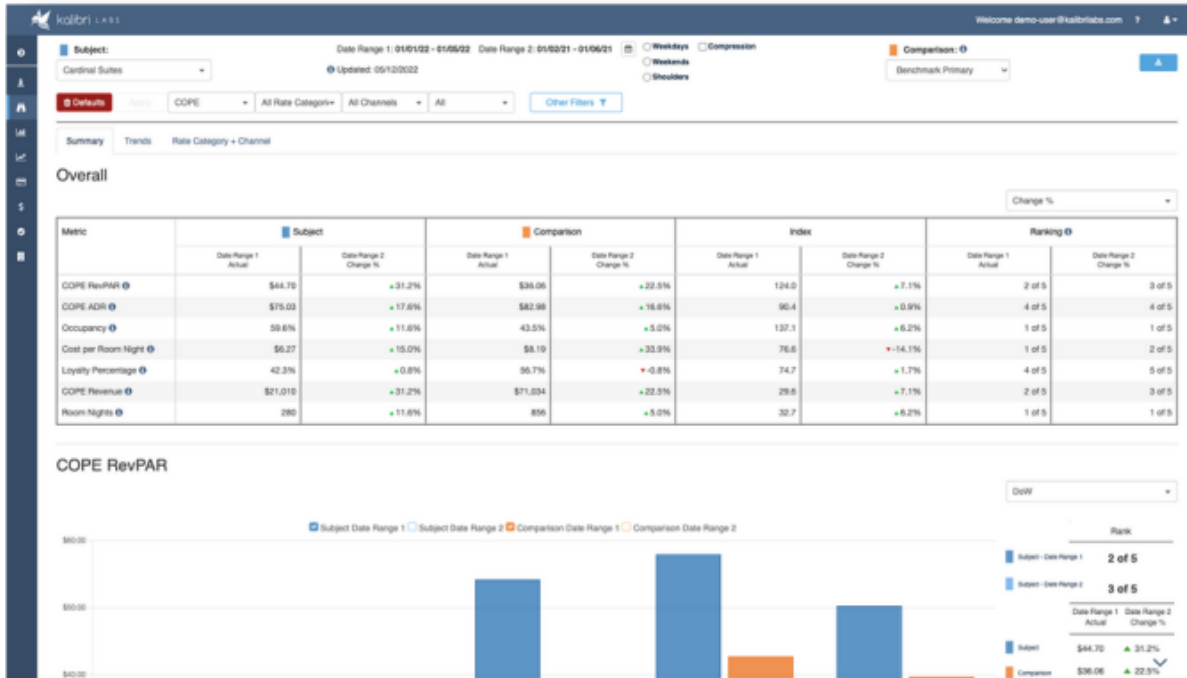 kalibri LABS
Welcome demo-user@kalibrilabs.com ?
Subject:
Date Range 1: 01/01/22 - 01/05/22 Date Range 2: 01/02/21 - 01/06/21
Weekdays Compression
Weekends
Shoulders
Comparison:
Cardinal Suites
Updated: 05/12/2022
Benchmark Primary
Defaults Apply COPE All Rate Categori All Channels All Other Filters
Summary Trends Rate Category + Channel
Overall
Change %
Metric Subject Comparison Index Ranking
Date Range 1 Actual Date Range 2 Change % Date Range 1 Actual Date Range 2 Change % Date Range 1 Actual Date Range 2 Change % Date Range 1 Actual Date Range 2 Change %
COPE RevPAR $44.70 31.2% $36.06 22.5% 124.0 7.1% 2 of 5 3 of 5
COPE ADR $75.03 17.6% $82.98 16.6% 90.4 0.9% 4 of 5 4 of 5
Occupancy 59.6% 11.6% 43.5% 5.0% 137.1 6.2% 1 of 5 1 of 5
Cost per Room Night $6.27 15.0% $8.19 33.9% 76.6 -14.1% 1 of 5 2 of 5
Loyalty Percentage 42.3% 0.8% 56.7% -0.8% 74.7 1.7% 4 of 5 5 of 5
COPE Revenue $21,010 31.2% $71,034 22.5% 29.6 7.1% 2 of 5 3 of 5
Room Nights 280 11.6% 856 5.0% 32.7 6.2% 1 of 5 1 of 5
COPE RevPAR
DoW
Subject Date Range 1 Subject Date Range 2 Comparison Date Range 1 Comparison Date Range 2
$60.00
$50.00
$40.00
Rank
Subject - Date Range 1 2 of 5
Subject - Date Range 2 3 of 5
Date Range 1 Actual Date Range 2 Change %
Subject $44.70 31.2%
Comparison $36.06 22.5%